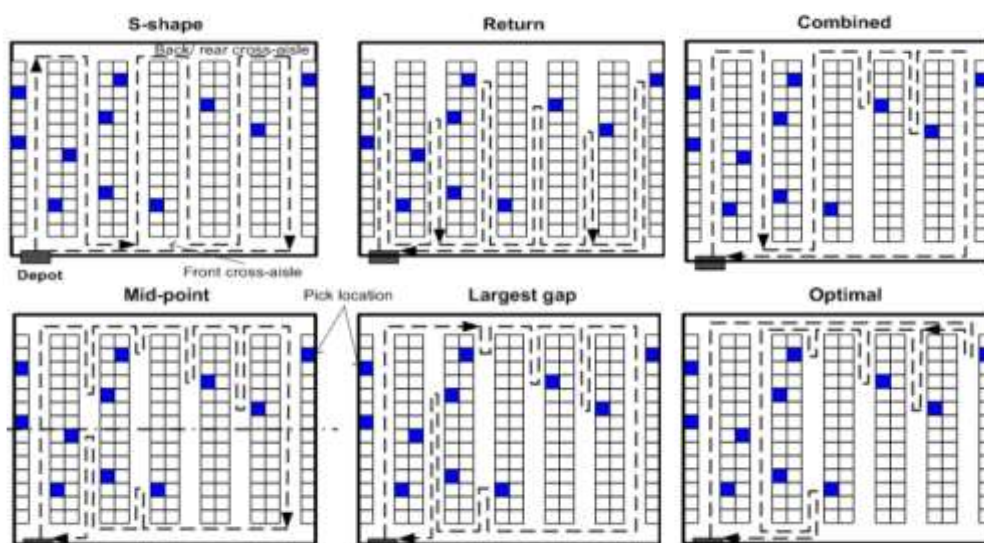 S-shape
Return
Combined
Back/ rear cross-aisle
Depot
Front cross-aisle
Mid-point
Pick location
Largest gap
Optimal